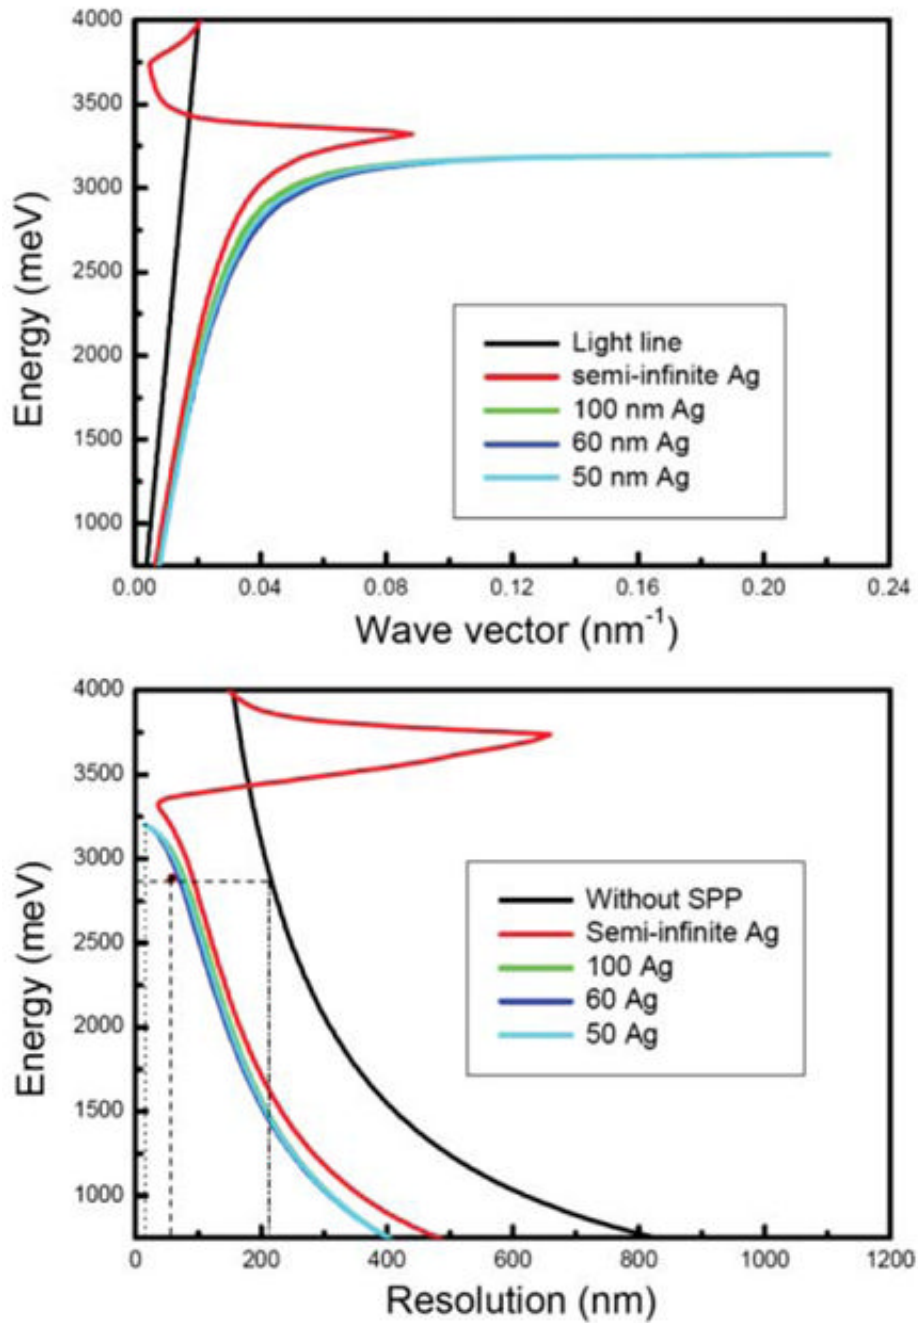 4000
3500
3000
2500
2000
1500
1000
Energy (meV)
Light line
semi-infinite Ag
100 nm Ag
60 nm Ag
50 nm Ag
0.00 0.04 0.08 0.12 0.16 0.20 0.24
Wave vector (nm⁻¹)
4000
3500
3000
2500
2000
1500
1000
Energy (meV)
Without SPP
Semi-infinite Ag
100 Ag
60 Ag
50 Ag
0 200 400 600 800 1000 1200
Resolution (nm)